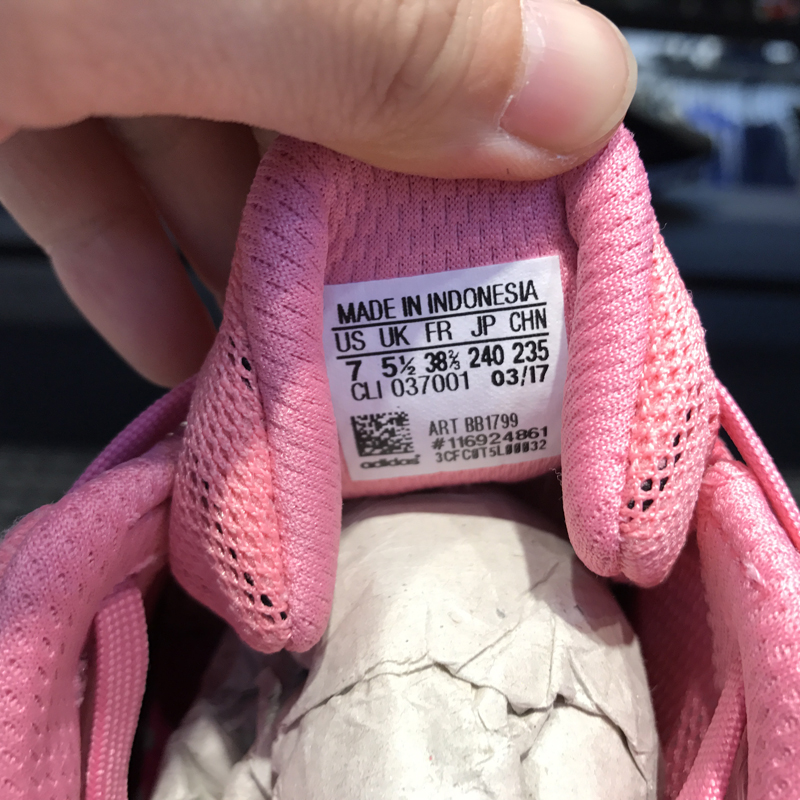 MADE IN INDONESIA
US UK FR JP CHN
7 5½ 38⅔ 240 235
CLI 037001 03/17
ART BB1799
#116924861
adidas